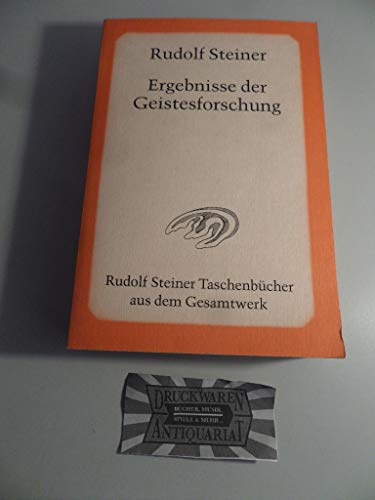 Rudolf Steiner
Ergebnisse der
Geistesforschung
Rudolf Steiner Taschenbücher
aus dem Gesamtwerk
DRUCKWAREN
BÜCHER, MUSIK,
SPIELE & MEHR...
ANTIQUARIAT